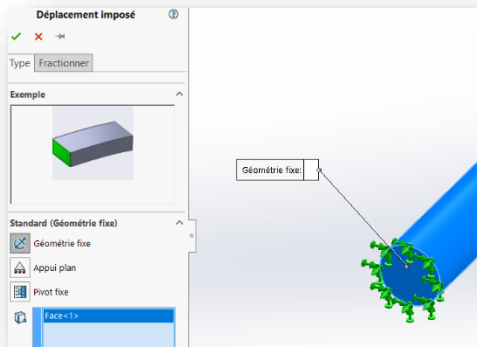 Déplacement imposé
Type Fractionner
Exemple
Géométrie fixe:
Standard (Géométrie fixe)
Géométrie fixe
Appui plan
Pivot fixe
Face<1>